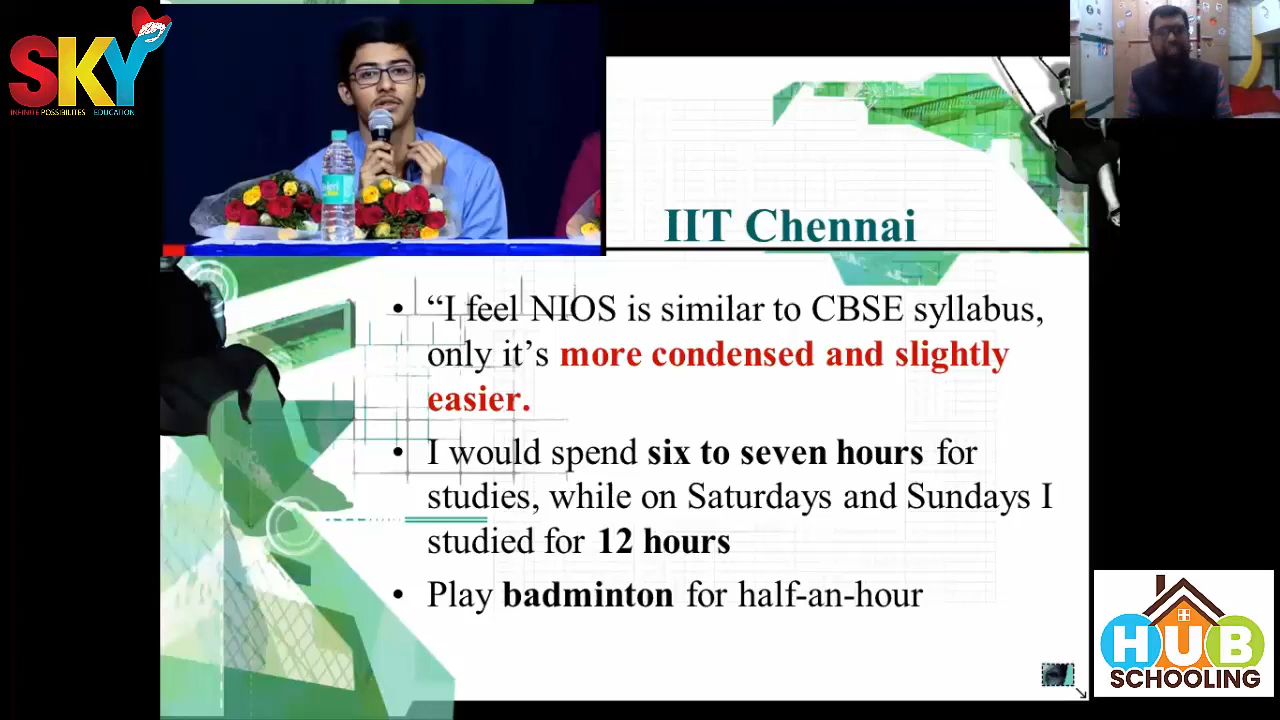 SKY
INFINITE POSSIBILITES EDUCATION
IIT Chennai
• “I feel NIOS is similar to CBSE syllabus,
only it’s more condensed and slightly
easier.
• I would spend six to seven hours for
studies, while on Saturdays and Sundays I
studied for 12 hours
• Play badminton for half-an-hour
HUB
SCHOOLING